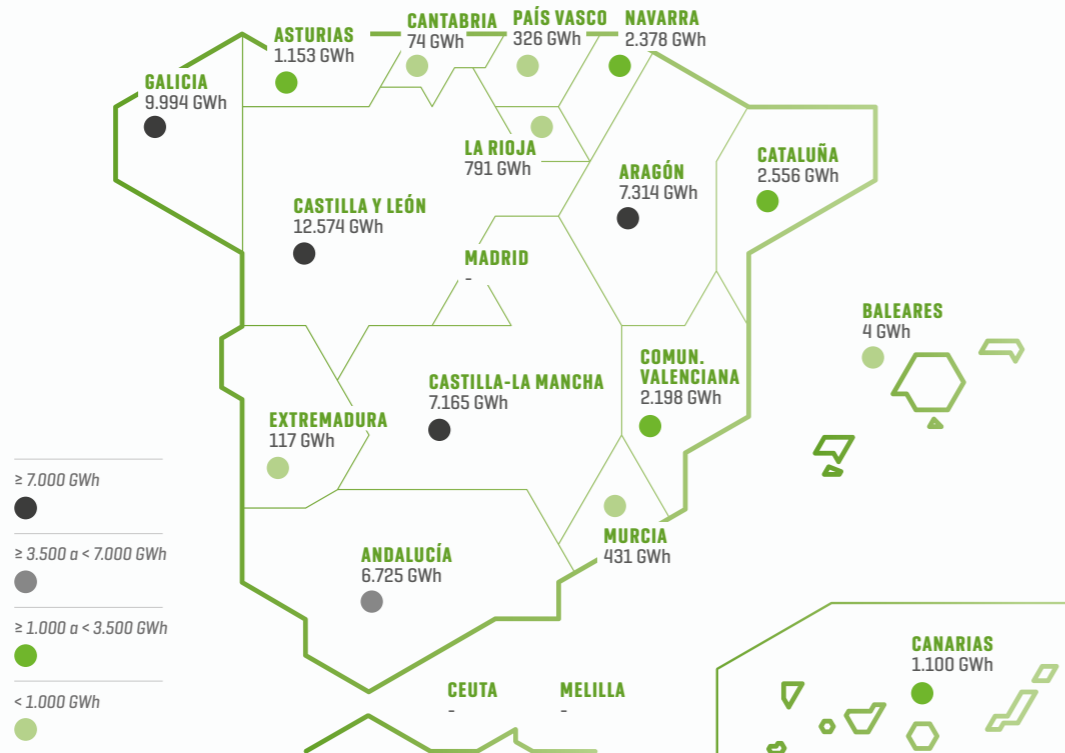 ASTURIAS
1.153 GWh
CANTABRIA
74 GWh
PAÍS VASCO
326 GWh
NAVARRA
2.378 GWh
GALICIA
9.994 GWh
LA RIOJA
791 GWh
ARAGÓN
7.314 GWh
CATALUÑA
2.556 GWh
CASTILLA Y LEÓN
12.574 GWh
MADRID
-
BALEARES
4 GWh
COMUN.
VALENCIANA
2.198 GWh
CASTILLA-LA MANCHA
7.165 GWh
EXTREMADURA
117 GWh
MURCIA
431 GWh
ANDALUCÍA
6.725 GWh
≥ 7.000 GWh
≥ 3.500 a < 7.000 GWh
≥ 1.000 a < 3.500 GWh
< 1.000 GWh
CEUTA
-
MELILLA
-
CANARIAS
1.100 GWh